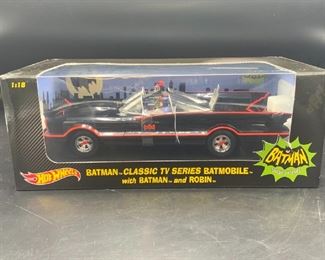 1:18
Hot Wheels
BATMAN™ CLASSIC TV SERIES BATMOBILE™
with BATMAN™ and ROBIN™
BATMAN